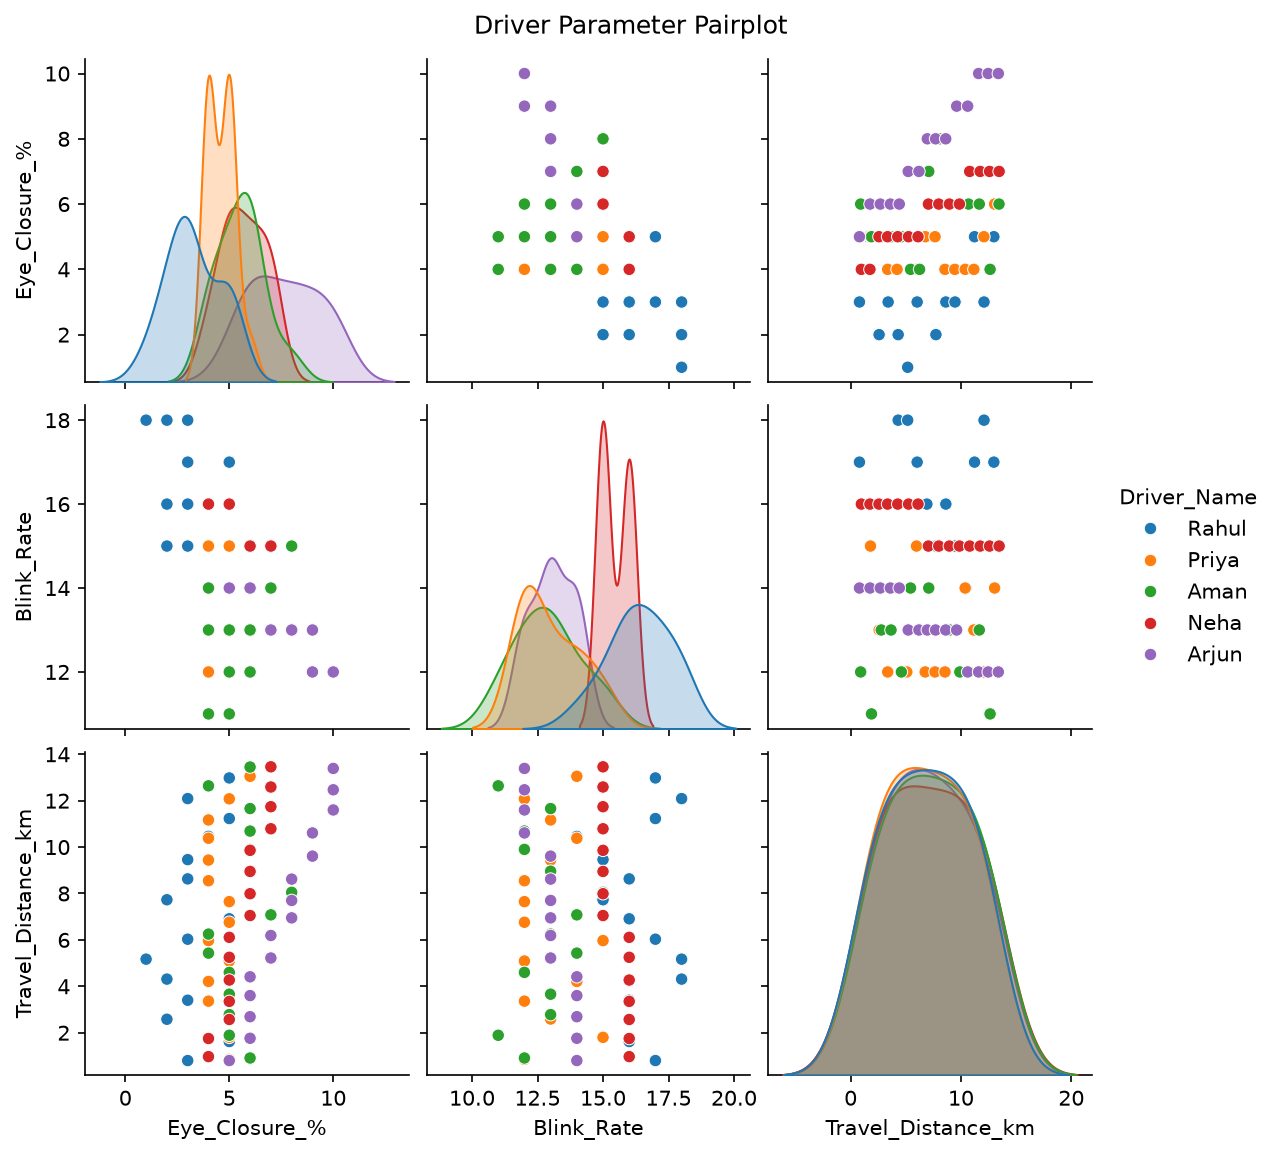 Driver Parameter Pairplot
10
8
6
4
2
Eye_Closure_%
18
16
14
12
Blink_Rate
14
12
10
8
6
4
2
Travel_Distance_km
0 5 10
Eye_Closure_%
10.0 12.5 15.0 17.5 20.0
Blink_Rate
0 10 20
Travel_Distance_km
Driver_Name
Rahul
Priya
Aman
Neha
Arjun